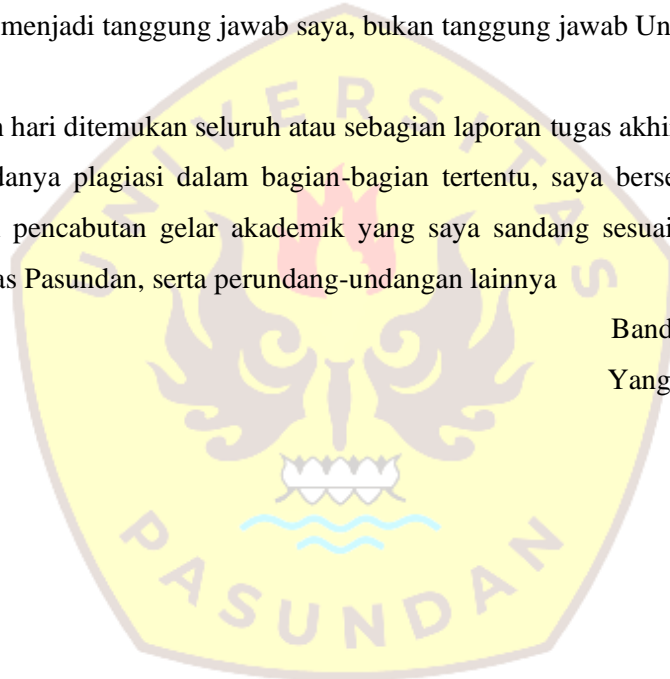 menjadi tanggung jawab saya, bukan tanggung jawab Un
hari ditemukan seluruh atau sebagian laporan tugas akhi
danya plagiasi dalam bagian-bagian tertentu, saya berse
pencabutan gelar akademik yang saya sandang sesuai
as Pasundan, serta perundang-undangan lainnya
Band
Yang
UNIVERSITAS
PASUNDAN